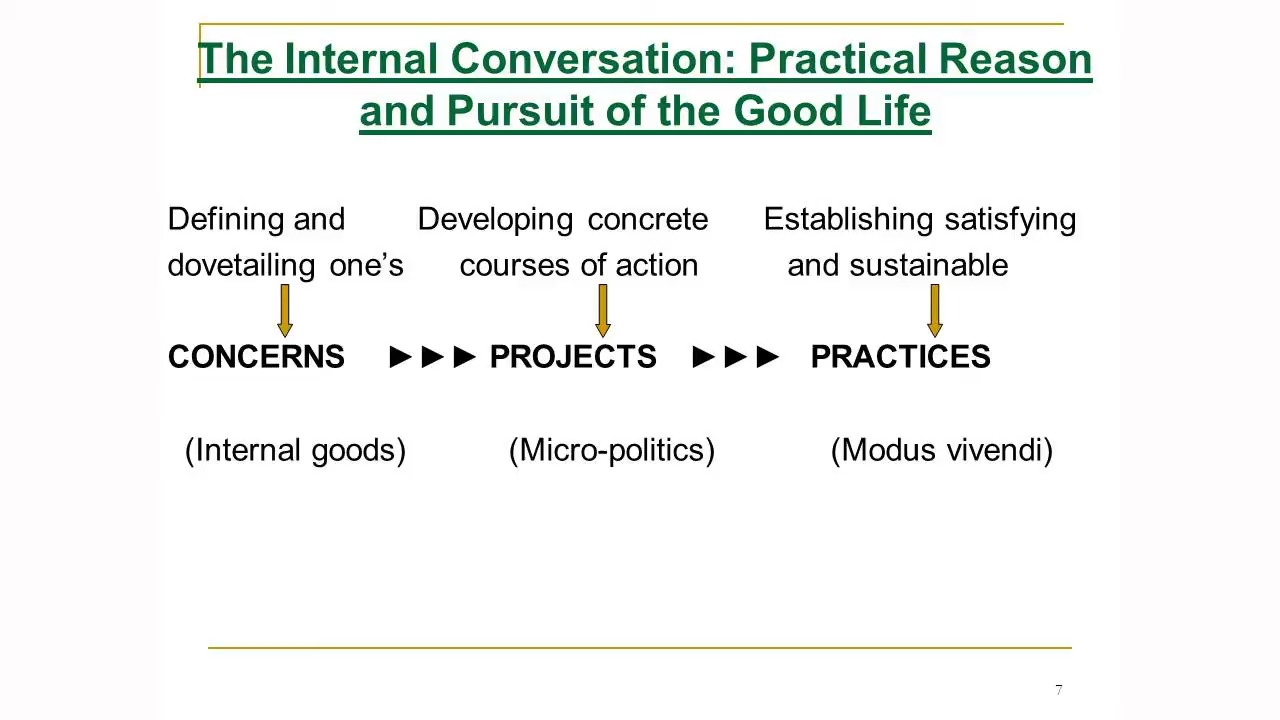 The Internal Conversation: Practical Reason
and Pursuit of the Good Life
Defining and Developing concrete Establishing satisfying
dovetailing one’s courses of action and sustainable
CONCERNS ►►► PROJECTS ►►► PRACTICES
(Internal goods) (Micro-politics) (Modus vivendi)
7